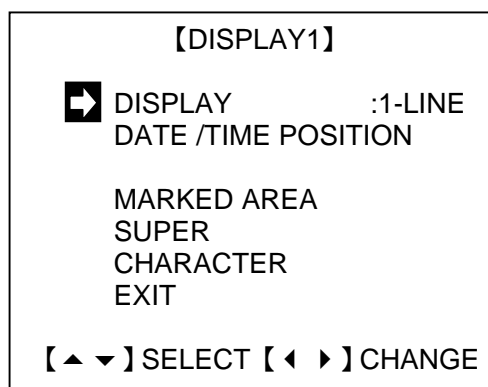 【DISPLAY1】
DISPLAY :1-LINE
DATE /TIME POSITION
MARKED AREA
SUPER
CHARACTER
EXIT
【▲ ▼】SELECT【◀ ▶】CHANGE